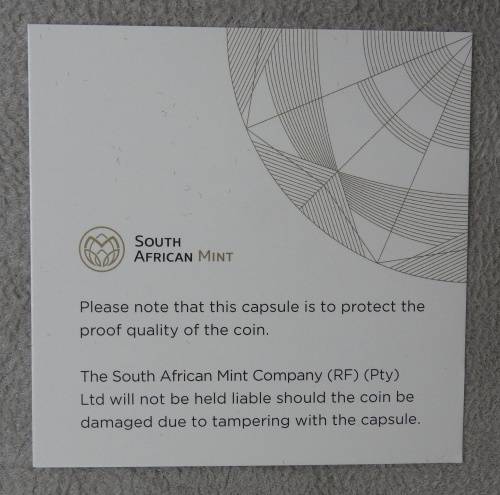 SOUTH
AFRICAN MINT
Please note that this capsule is to protect the
proof quality of the coin.
The South African Mint Company (RF) (Pty)
Ltd will not be held liable should the coin be
damaged due to tampering with the capsule.